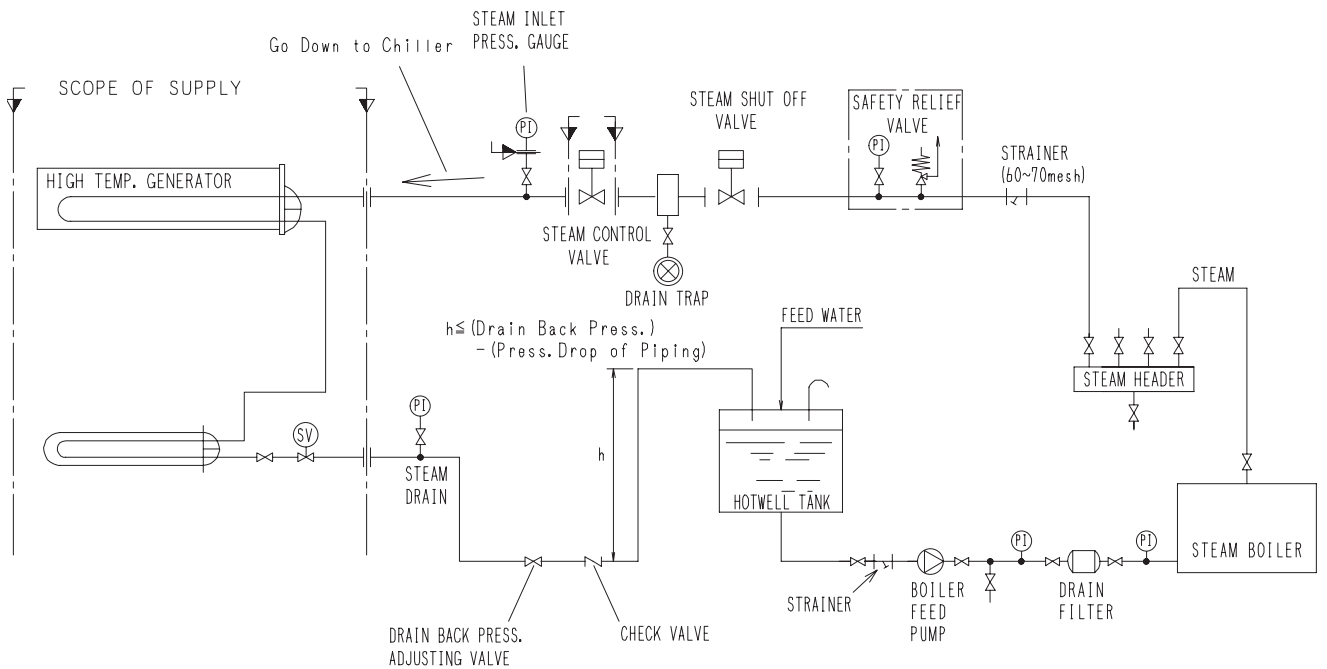 STEAM INLET
PRESS. GAUGE
Go Down to Chiller
SCOPE OF SUPPLY
STEAM SHUT OFF
VALVE
SAFETY RELIEF
VALVE
PI
PI
STRAINER
(60~70mesh)
HIGH TEMP. GENERATOR
STEAM CONTROL
VALVE
DRAIN TRAP
STEAM
h≦(Drain Back Press.)
-(Press.Drop of Piping)
FEED WATER
STEAM HEADER
PI
SV
STEAM
DRAIN
h
HOTWELL TANK
PI
PI
STEAM BOILER
STRAINER
BOILER
FEED
PUMP
DRAIN
FILTER
DRAIN BACK PRESS.
ADJUSTING VALVE
CHECK VALVE